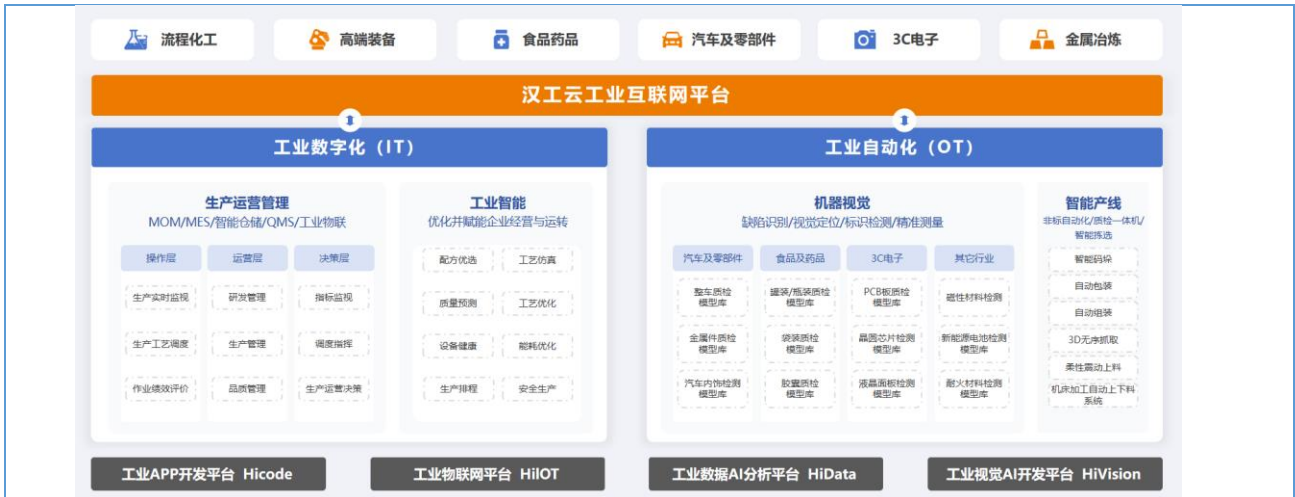 流程化工
高端装备
食品药品
汽车及零部件
3C电子
金属冶炼
汉工云工业互联网平台
工业数字化（IT）
生产运营管理
MOM/MES/智能仓储/QMS/工业物联
操作层
运营层
决策层
生产实时监视
研发管理
指标监视
生产工艺调度
生产管理
调度指挥
作业绩效评价
品质管理
生产运营决策
工业智能
优化并赋能企业经营与运转
配方优选
工艺仿真
质量预测
工艺优化
设备健康
能耗优化
生产排程
安全生产
工业自动化（OT）
机器视觉
缺陷识别/视觉定位/标识检测/精准测量
汽车及零部件
食品及药品
3C电子
其它行业
整车质检
模型库
罐装/瓶装质检
模型库
PCB板质检
模型库
磁性材料检测
金属件质检
模型库
袋装质检
模型库
晶圆芯片检测
模型库
新能源电池检测
模型库
汽车内饰检测
模型库
胶囊质检
模型库
液晶面板检测
模型库
耐火材料检测
模型库
智能产线
非标自动化/质检一体机/
智能拣选
智能码垛
自动包装
自动组装
3D无序抓取
柔性震动上料
机床加工自动上下料
系统
工业APP开发平台 Hicode
工业物联网平台 HiIOT
工业数据AI分析平台 HiData
工业视觉AI开发平台 HiVision